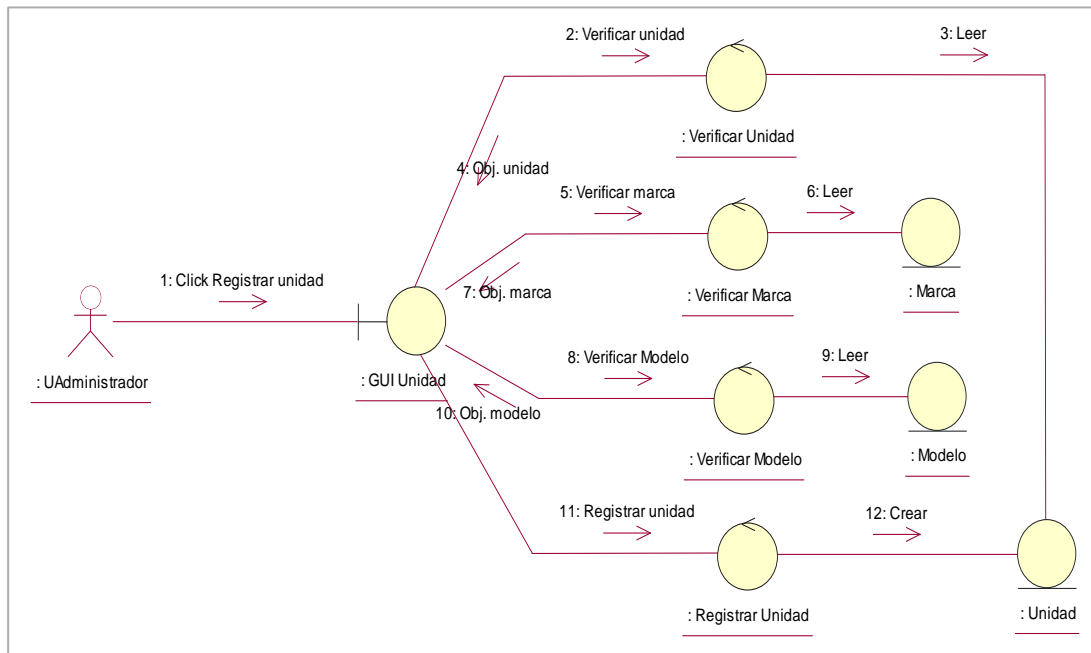 2: Verificar unidad
3: Leer
: Verificar Unidad
4: Obj. unidad
5: Verificar marca
6: Leer
7: Obj. marca
: Verificar Marca
: Marca
1: Click Registrar unidad
: UAdministrador
: GUI Unidad
8: Verificar Modelo
9: Leer
10: Obj. modelo
: Verificar Modelo
: Modelo
11: Registrar unidad
12: Crear
: Registrar Unidad
: Unidad